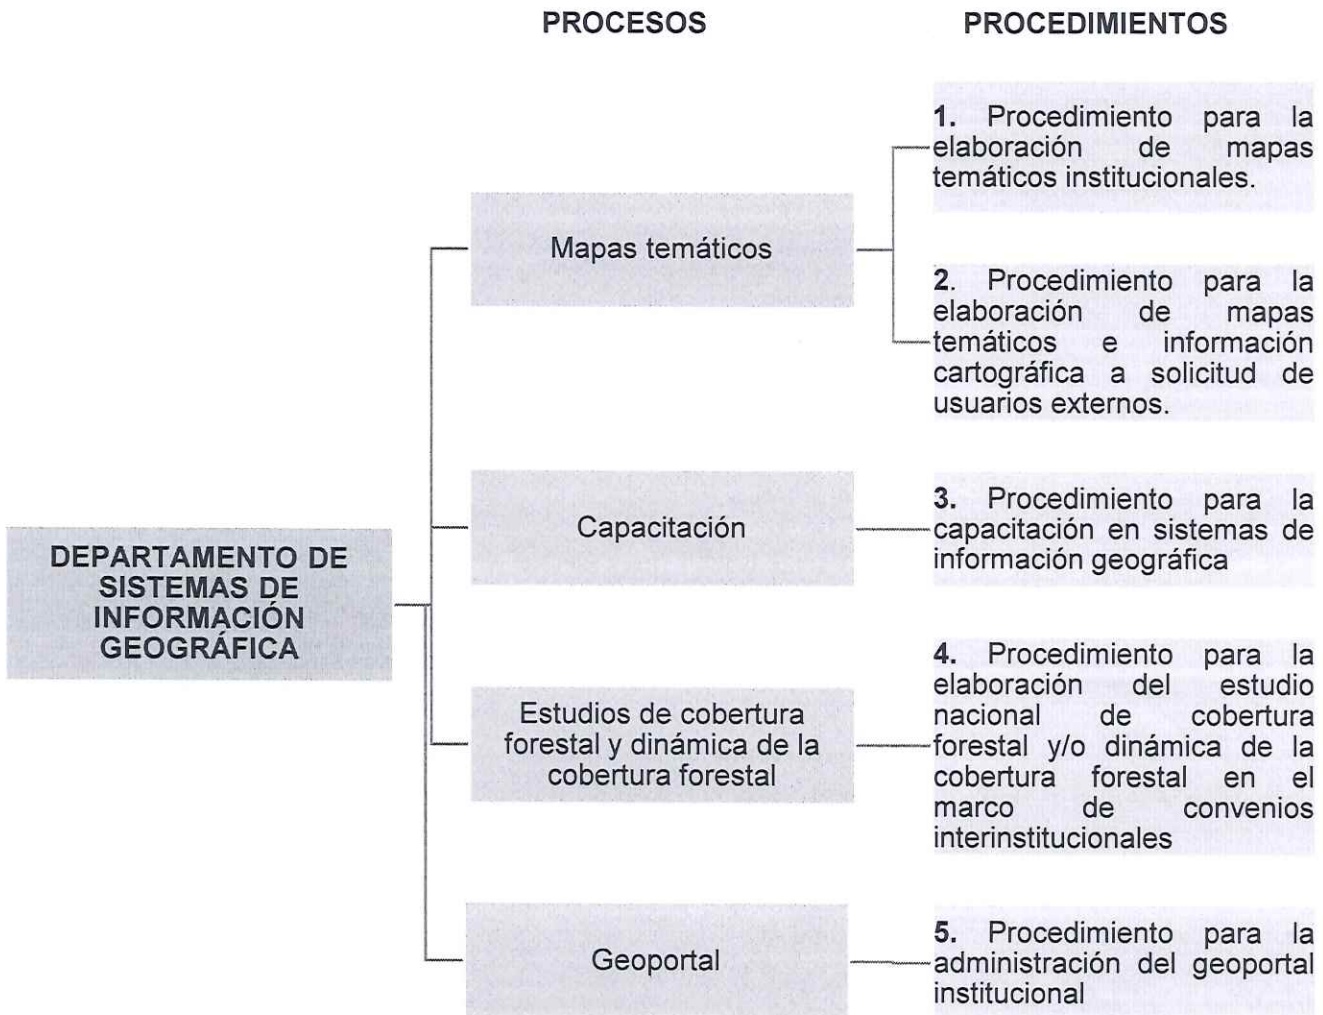 PROCESOS
PROCEDIMIENTOS
DEPARTAMENTO DE
SISTEMAS DE
INFORMACIÓN
GEOGRÁFICA
Mapas temáticos
1. Procedimiento para la
elaboración de mapas
temáticos institucionales.
2. Procedimiento para la
elaboración de mapas
temáticos e información
cartográfica a solicitud de
usuarios externos.
Capacitación
3. Procedimiento para la
capacitación en sistemas de
información geográfica
Estudios de cobertura
forestal y dinámica de la
cobertura forestal
4. Procedimiento para la
elaboración del estudio
nacional de cobertura
forestal y/o dinámica de la
cobertura forestal en el
marco de convenios
interinstitucionales
Geoportal
5. Procedimiento para la
administración del geoportal
institucional